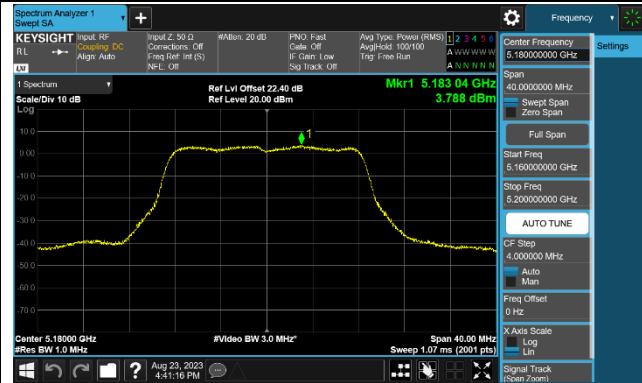 Spectrum Analyzer 1
Swept SA
+
Frequency
KEYSIGHT
RL
LXI
Input: RF
Coupling: DC
Align: Auto
Input Z: 50 Ω
Corrections: Off
Freq Ref: Int (S)
NFE: Off
#Atten: 20 dB
PNO: Fast
Gate: Off
IF Gain: Low
Sig Track: Off
Avg Type: Power (RMS)
Avg|Hold: 100/100
Trig: Free Run
1 2 3 4 5 6
A W W W W W
A N N N N N
1 Spectrum
Scale/Div 10 dB
Log
Ref Lvl Offset 22.40 dB
Ref Level 20.00 dBm
Mkr1 5.183 04 GHz
3.788 dBm
1
10.0
0.00
-10.0
-20.0
-30.0
-40.0
-50.0
-60.0
-70.0
Center 5.18000 GHz
#Res BW 1.0 MHz
#Video BW 3.0 MHz*
Span 40.00 MHz
Sweep 1.07 ms (2001 pts)
Center Frequency
5.180000000 GHz
Settings
Span
40.0000000 MHz
Swept Span
Zero Span
Full Span
Start Freq
5.160000000 GHz
Stop Freq
5.200000000 GHz
AUTO TUNE
CF Step
4.000000 MHz
Auto
Man
Freq Offset
0 Hz
X Axis Scale
Log
Lin
Signal Track
(Span Zoom)
?
Aug 23, 2023
4:41:16 PM